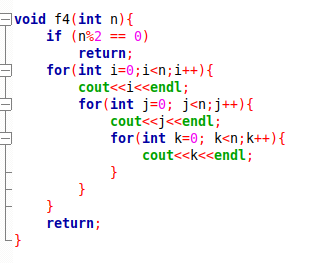 void f4(int n){
    if (n%2 == 0)
        return;
    for(int i=0;i<n;i++){
        cout<<i<<endl;
        for(int j=0; j<n;j++){
            cout<<j<<endl;
            for(int k=0; k<n;k++){
                cout<<k<<endl;
            }
        }
    }
    return;
}